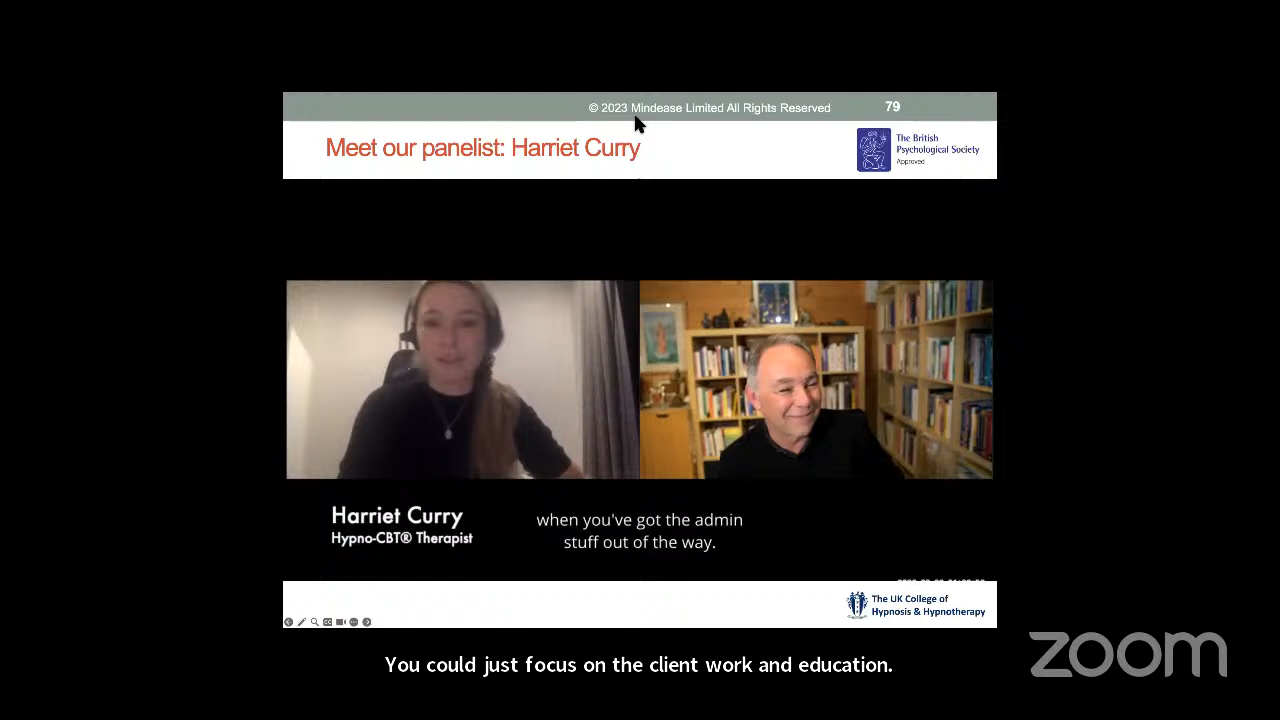 © 2023 Mindease Limited All Rights Reserved
79
Meet our panelist: Harriet Curry
The British
Psychological Society
Approved
Harriet Curry
Hypno-CBT® Therapist
when you've got the admin
stuff out of the way.
The UK College of
Hypnosis & Hypnotherapy
You could just focus on the client work and education.
zoom